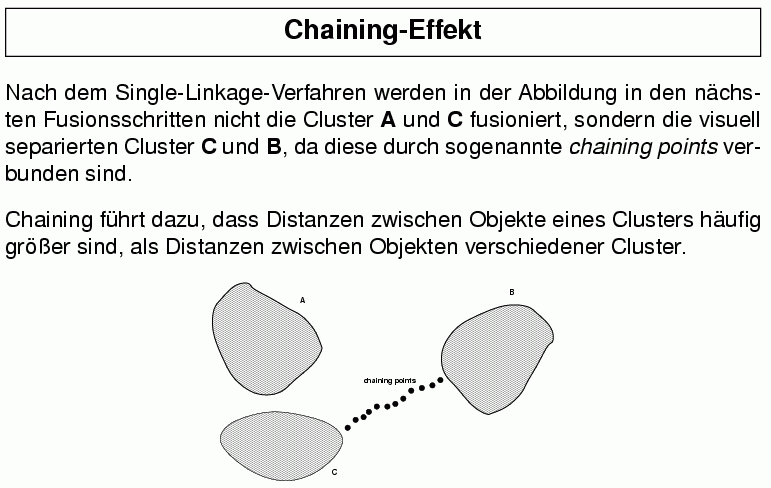 Chaining-Effekt
Nach dem Single-Linkage-Verfahren werden in der Abbildung in den nächs-
ten Fusionsschritten nicht die Cluster A und C fusioniert, sondern die visuell
separierten Cluster C und B, da diese durch sogenannte chaining points ver-
bunden sind.
Chaining führt dazu, dass Distanzen zwischen Objekte eines Clusters häufig
größer sind, als Distanzen zwischen Objekten verschiedener Cluster.
A
B
chaining points
C